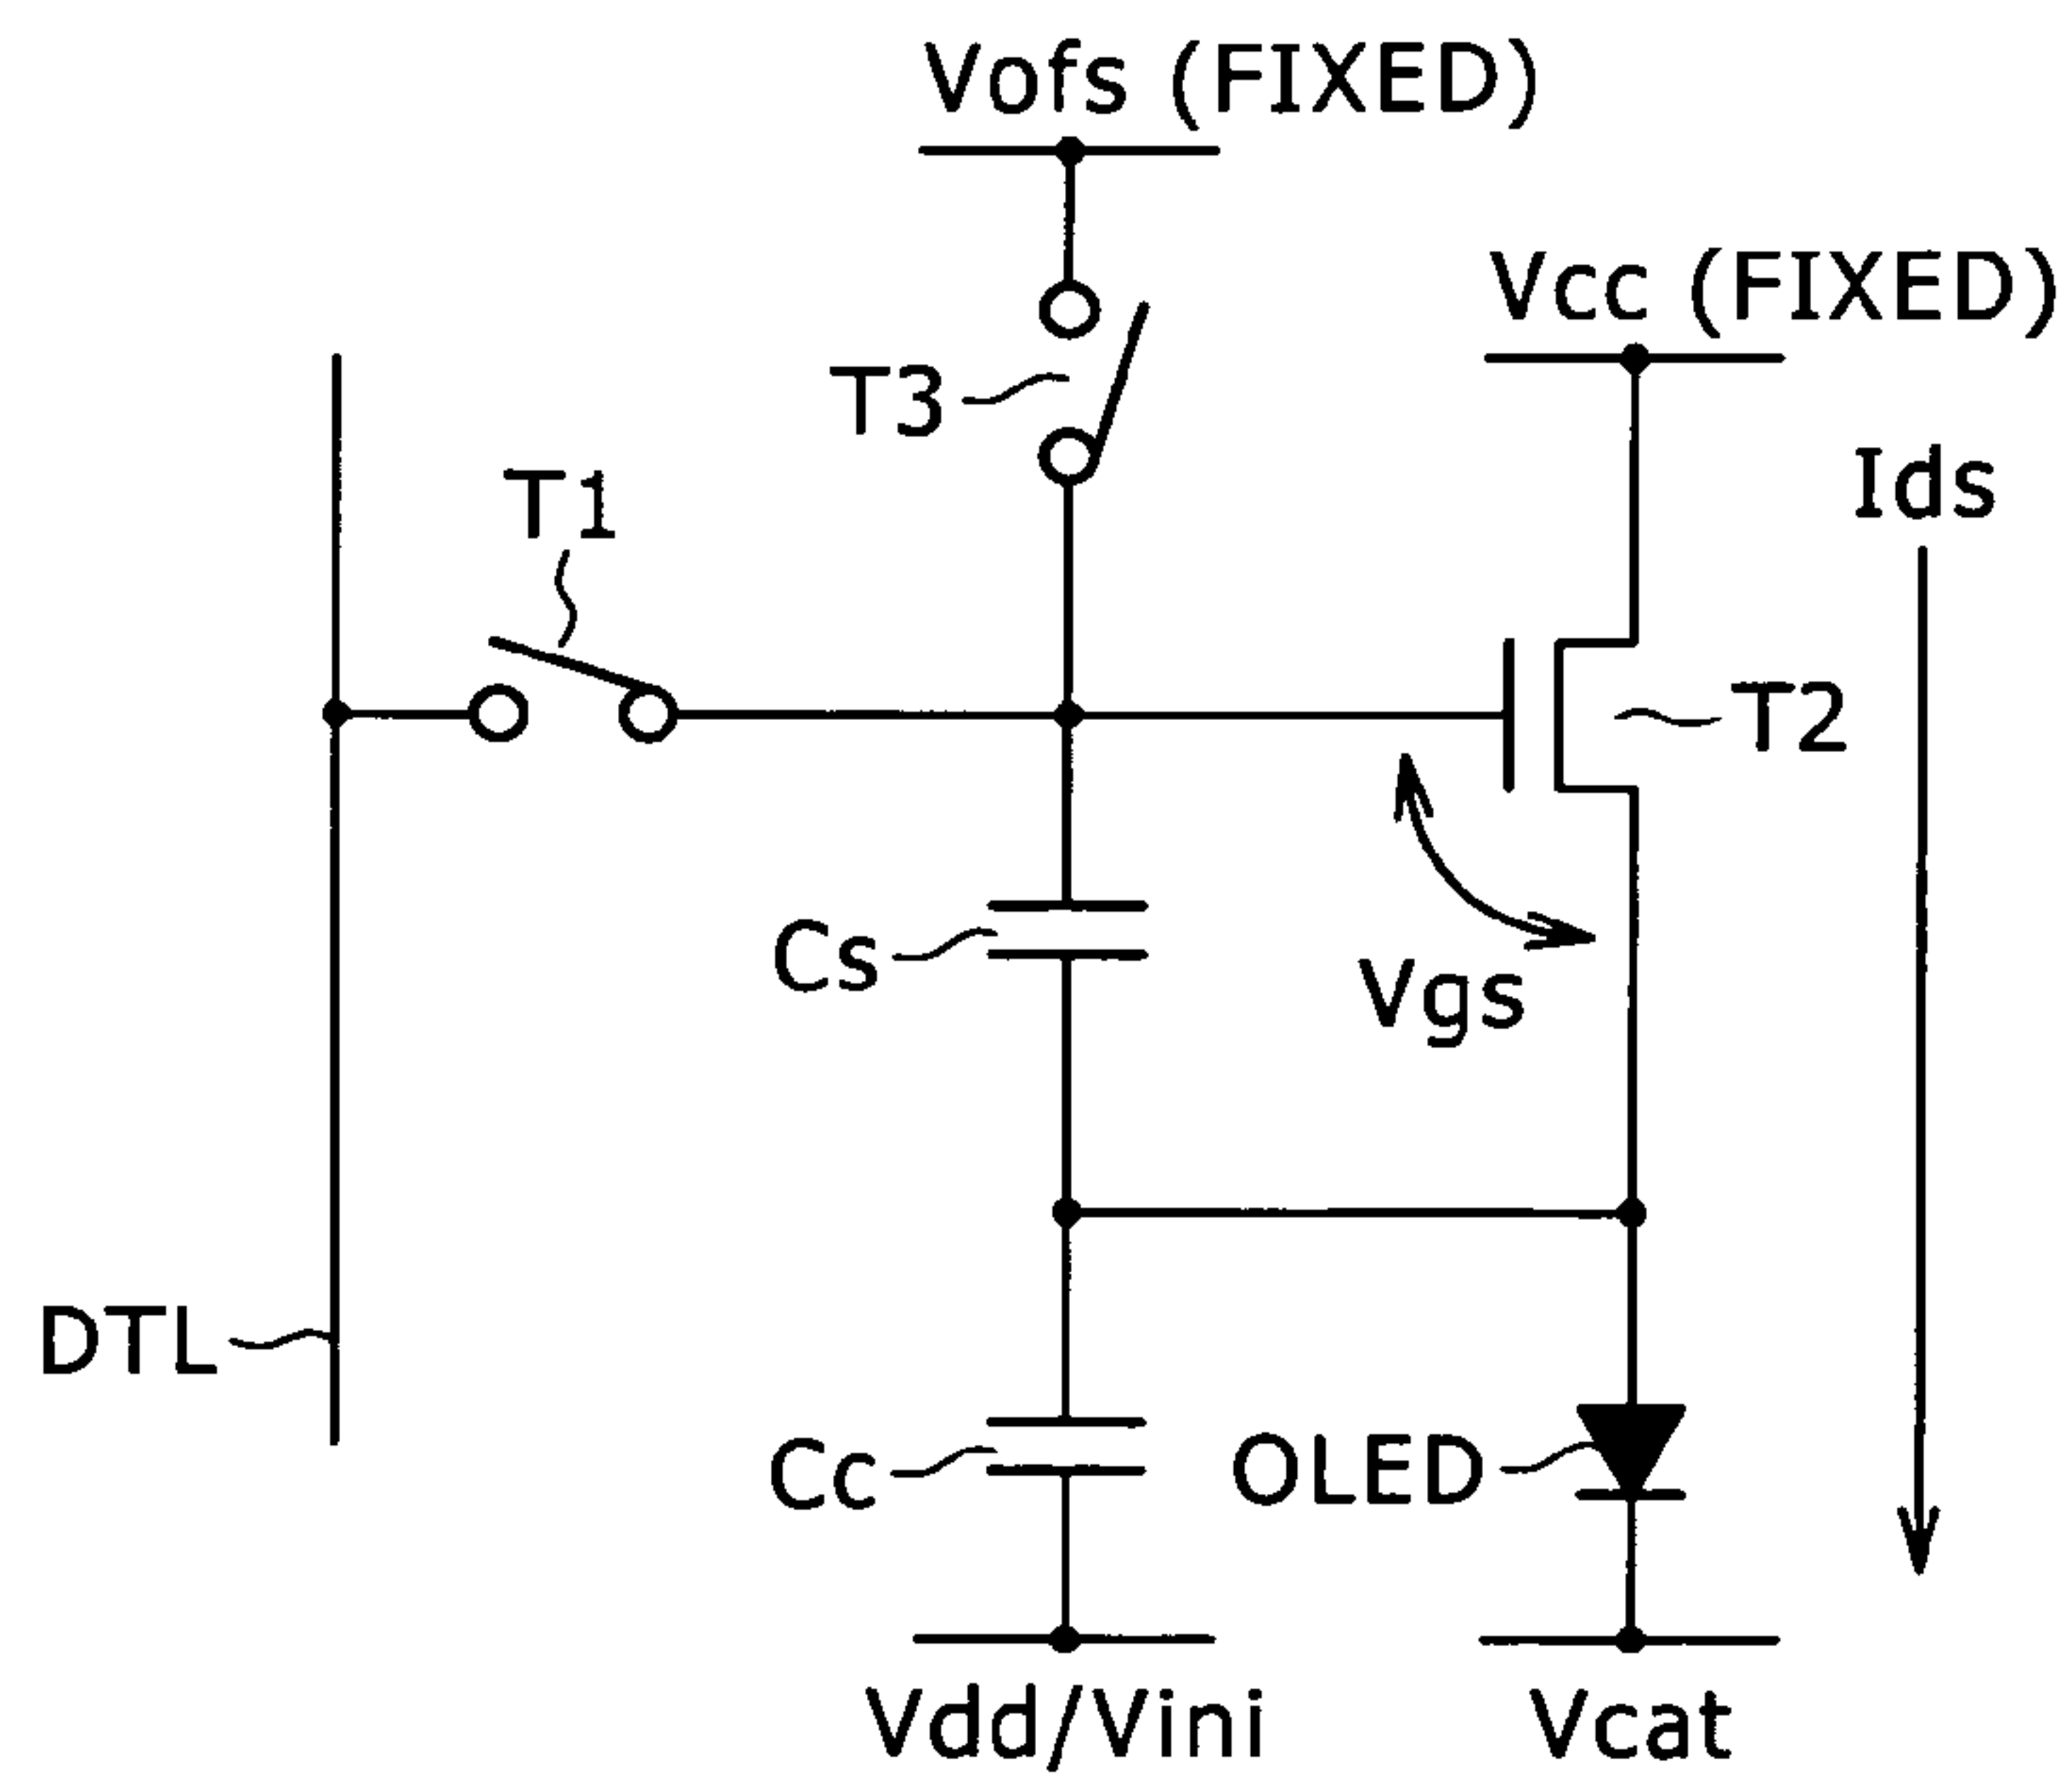 Vofs (FIXED)
Vcc (FIXED)
T3
Ids
T1
T2
Cs
Vgs
DTL
Cc
OLED
Vdd/Vini
Vcat